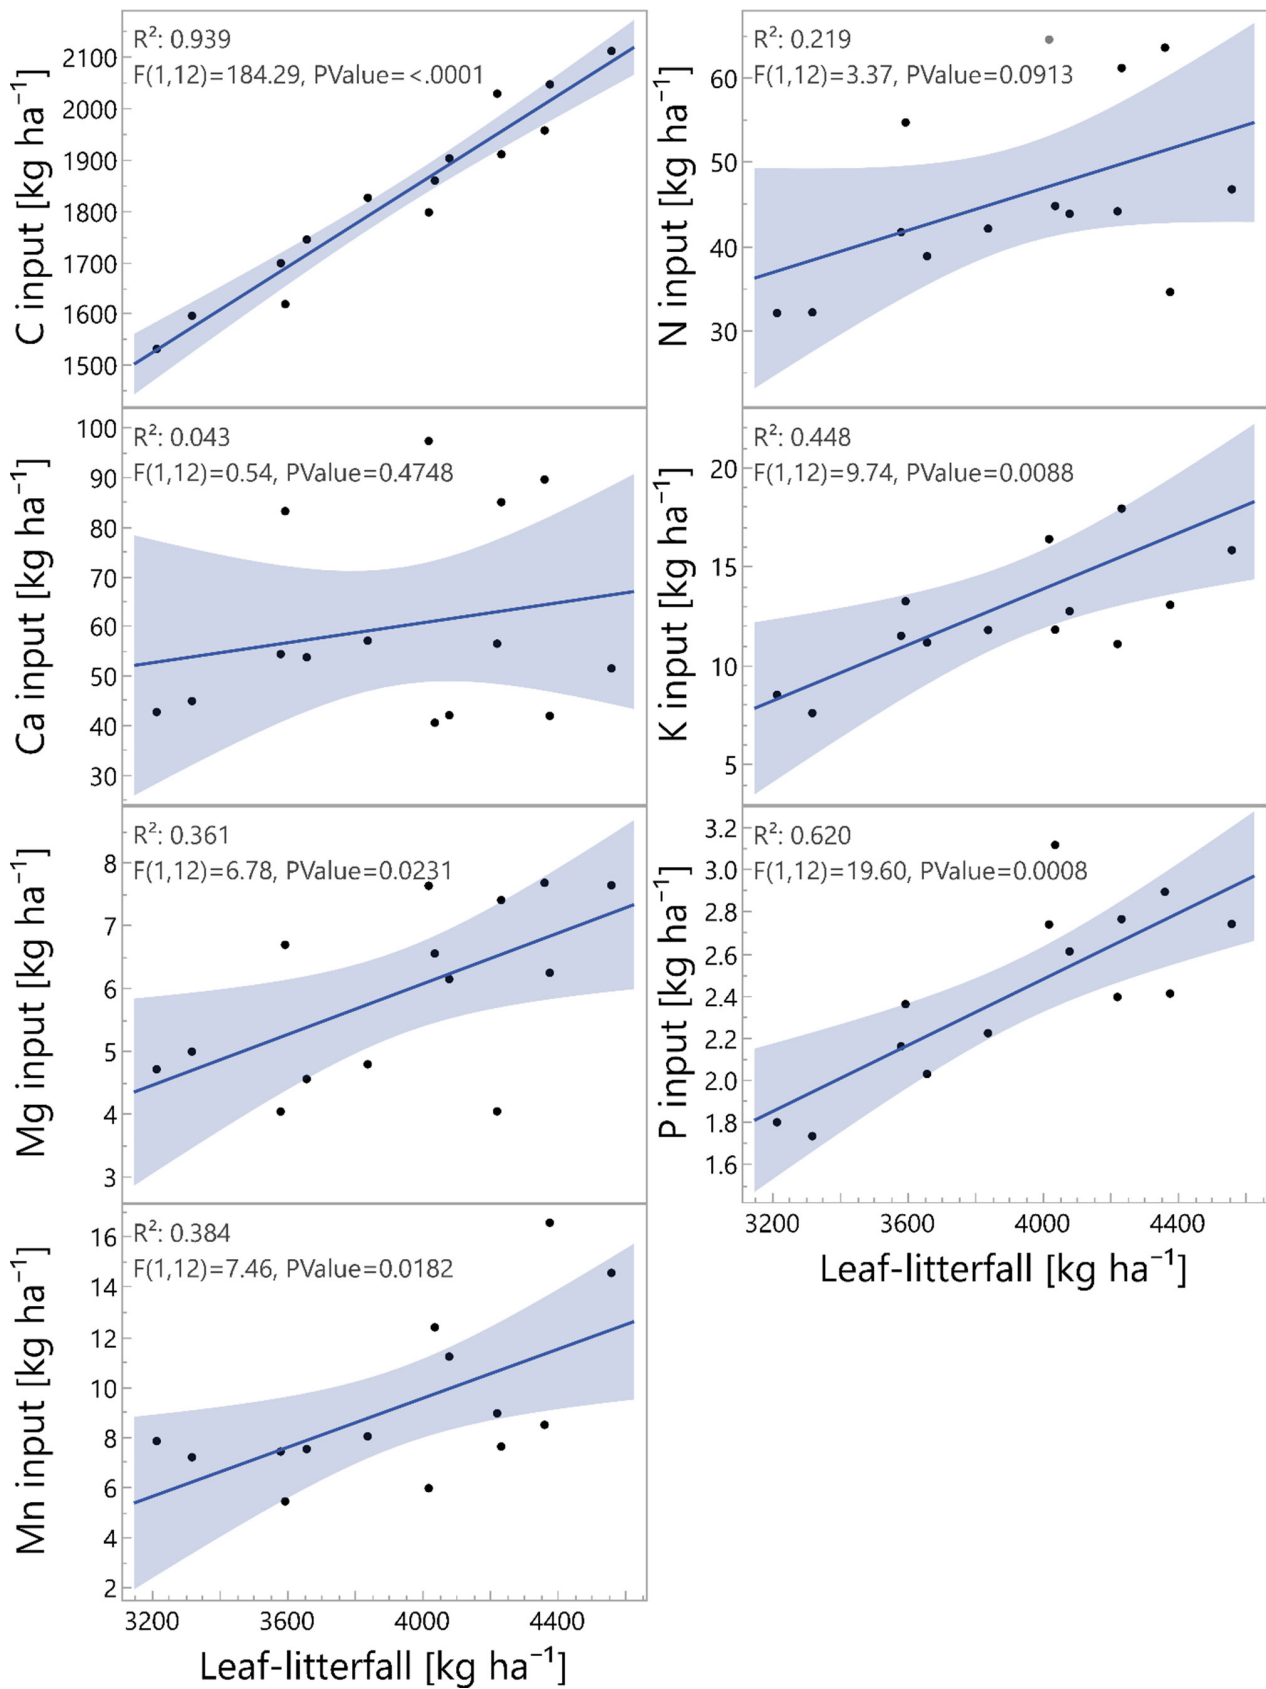 R²: 0.939
F(1,12)=184.29, PValue=<.0001
C input [kg ha⁻¹]
2100
2000
1900
1800
1700
1600
1500
R²: 0.219
F(1,12)=3.37, PValue=0.0913
N input [kg ha⁻¹]
60
50
40
30
R²: 0.043
F(1,12)=0.54, PValue=0.4748
Ca input [kg ha⁻¹]
100
90
80
70
60
50
40
30
R²: 0.448
F(1,12)=9.74, PValue=0.0088
K input [kg ha⁻¹]
20
15
10
5
R²: 0.361
F(1,12)=6.78, PValue=0.0231
Mg input [kg ha⁻¹]
8
7
6
5
4
3
R²: 0.620
F(1,12)=19.60, PValue=0.0008
P input [kg ha⁻¹]
3.2
3.0
2.8
2.6
2.4
2.2
2.0
1.8
1.6
3200 3600 4000 4400
Leaf-litterfall [kg ha⁻¹]
R²: 0.384
F(1,12)=7.46, PValue=0.0182
Mn input [kg ha⁻¹]
16
14
12
10
8
6
4
2
3200 3600 4000 4400
Leaf-litterfall [kg ha⁻¹]